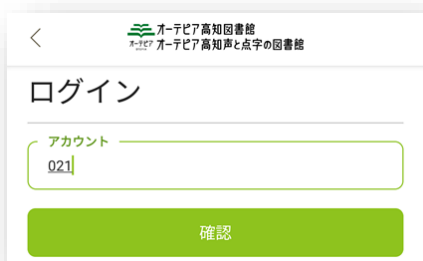 オーテピア高知図書館
オーテピア オーテピア高知声と点字の図書館
ログイン
アカウント
021
確認